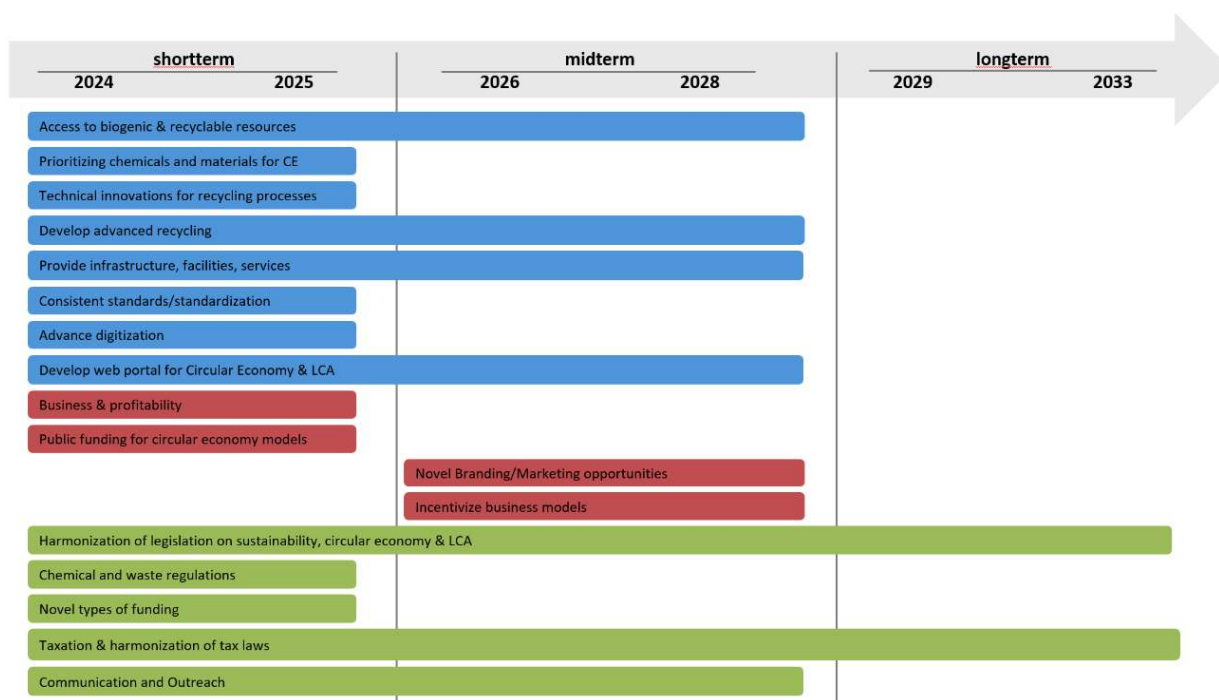 shortterm midterm longterm
2024 2025 2026 2028 2029 2033
Access to biogenic & recyclable resources
Prioritizing chemicals and materials for CE
Technical innovations for recycling processes
Develop advanced recycling
Provide infrastructure, facilities, services
Consistent standards/standardization
Advance digitization
Develop web portal for Circular Economy & LCA
Business & profitability
Public funding for circular economy models
Novel Branding/Marketing opportunities
Incentivize business models
Harmonization of legislation on sustainability, circular economy & LCA
Chemical and waste regulations
Novel types of funding
Taxation & harmonization of tax laws
Communication and Outreach